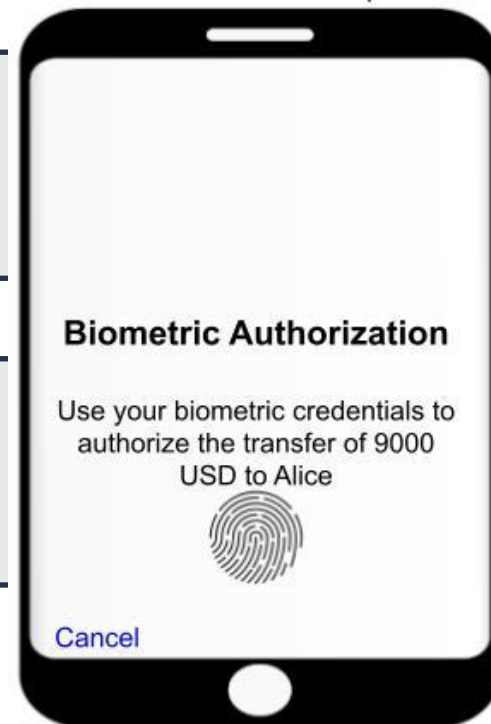 Biometric Authorization
Use your biometric credentials to
authorize the transfer of 9000
USD to Alice
Cancel